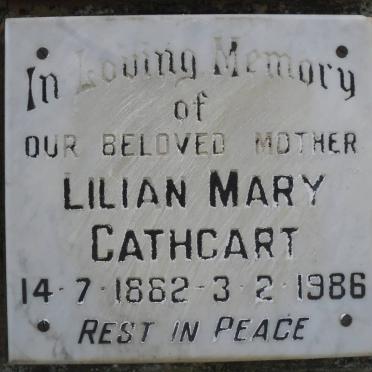 In Loving Memory
of
OUR BELOVED MOTHER
LILIAN MARY
CATHCART
14-7-1882-3-2-1986
REST IN PEACE